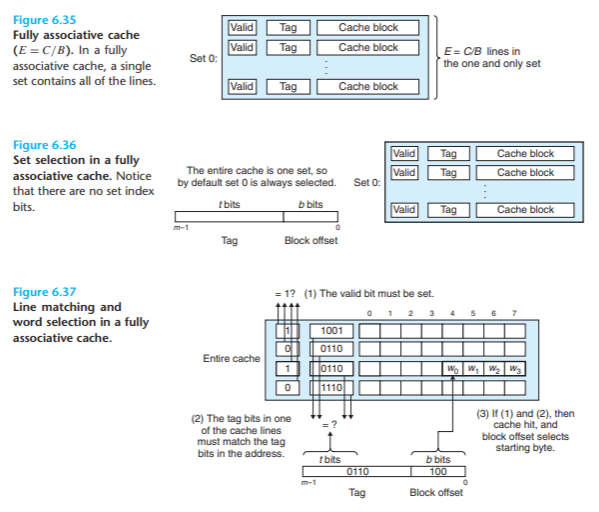 Figure 6.35
Fully associative cache
(E = C/B). In a fully
associative cache, a single
set contains all of the lines.
Set 0:
Valid Tag Cache block
Valid Tag Cache block
Valid Tag Cache block
E = C/B lines in
the one and only set
Figure 6.36
Set selection in a fully
associative cache. Notice
that there are no set index
bits.
The entire cache is one set, so
by default set 0 is always selected.
t bits b bits
m–1 0
Tag Block offset
Set 0:
Valid Tag Cache block
Valid Tag Cache block
Valid Tag Cache block
Figure 6.37
Line matching and
word selection in a fully
associative cache.
= 1? (1) The valid bit must be set.
0 1 2 3 4 5 6 7
Entire cache
1 1001
0 0110
1 0110 w0 w1 w2 w3
0 1110
(2) The tag bits in one
of the cache lines
must match the tag
bits in the address.
= ?
(3) If (1) and (2), then
cache hit, and
block offset selects
starting byte.
t bits b bits
0110 100
m–1 0
Tag Block offset